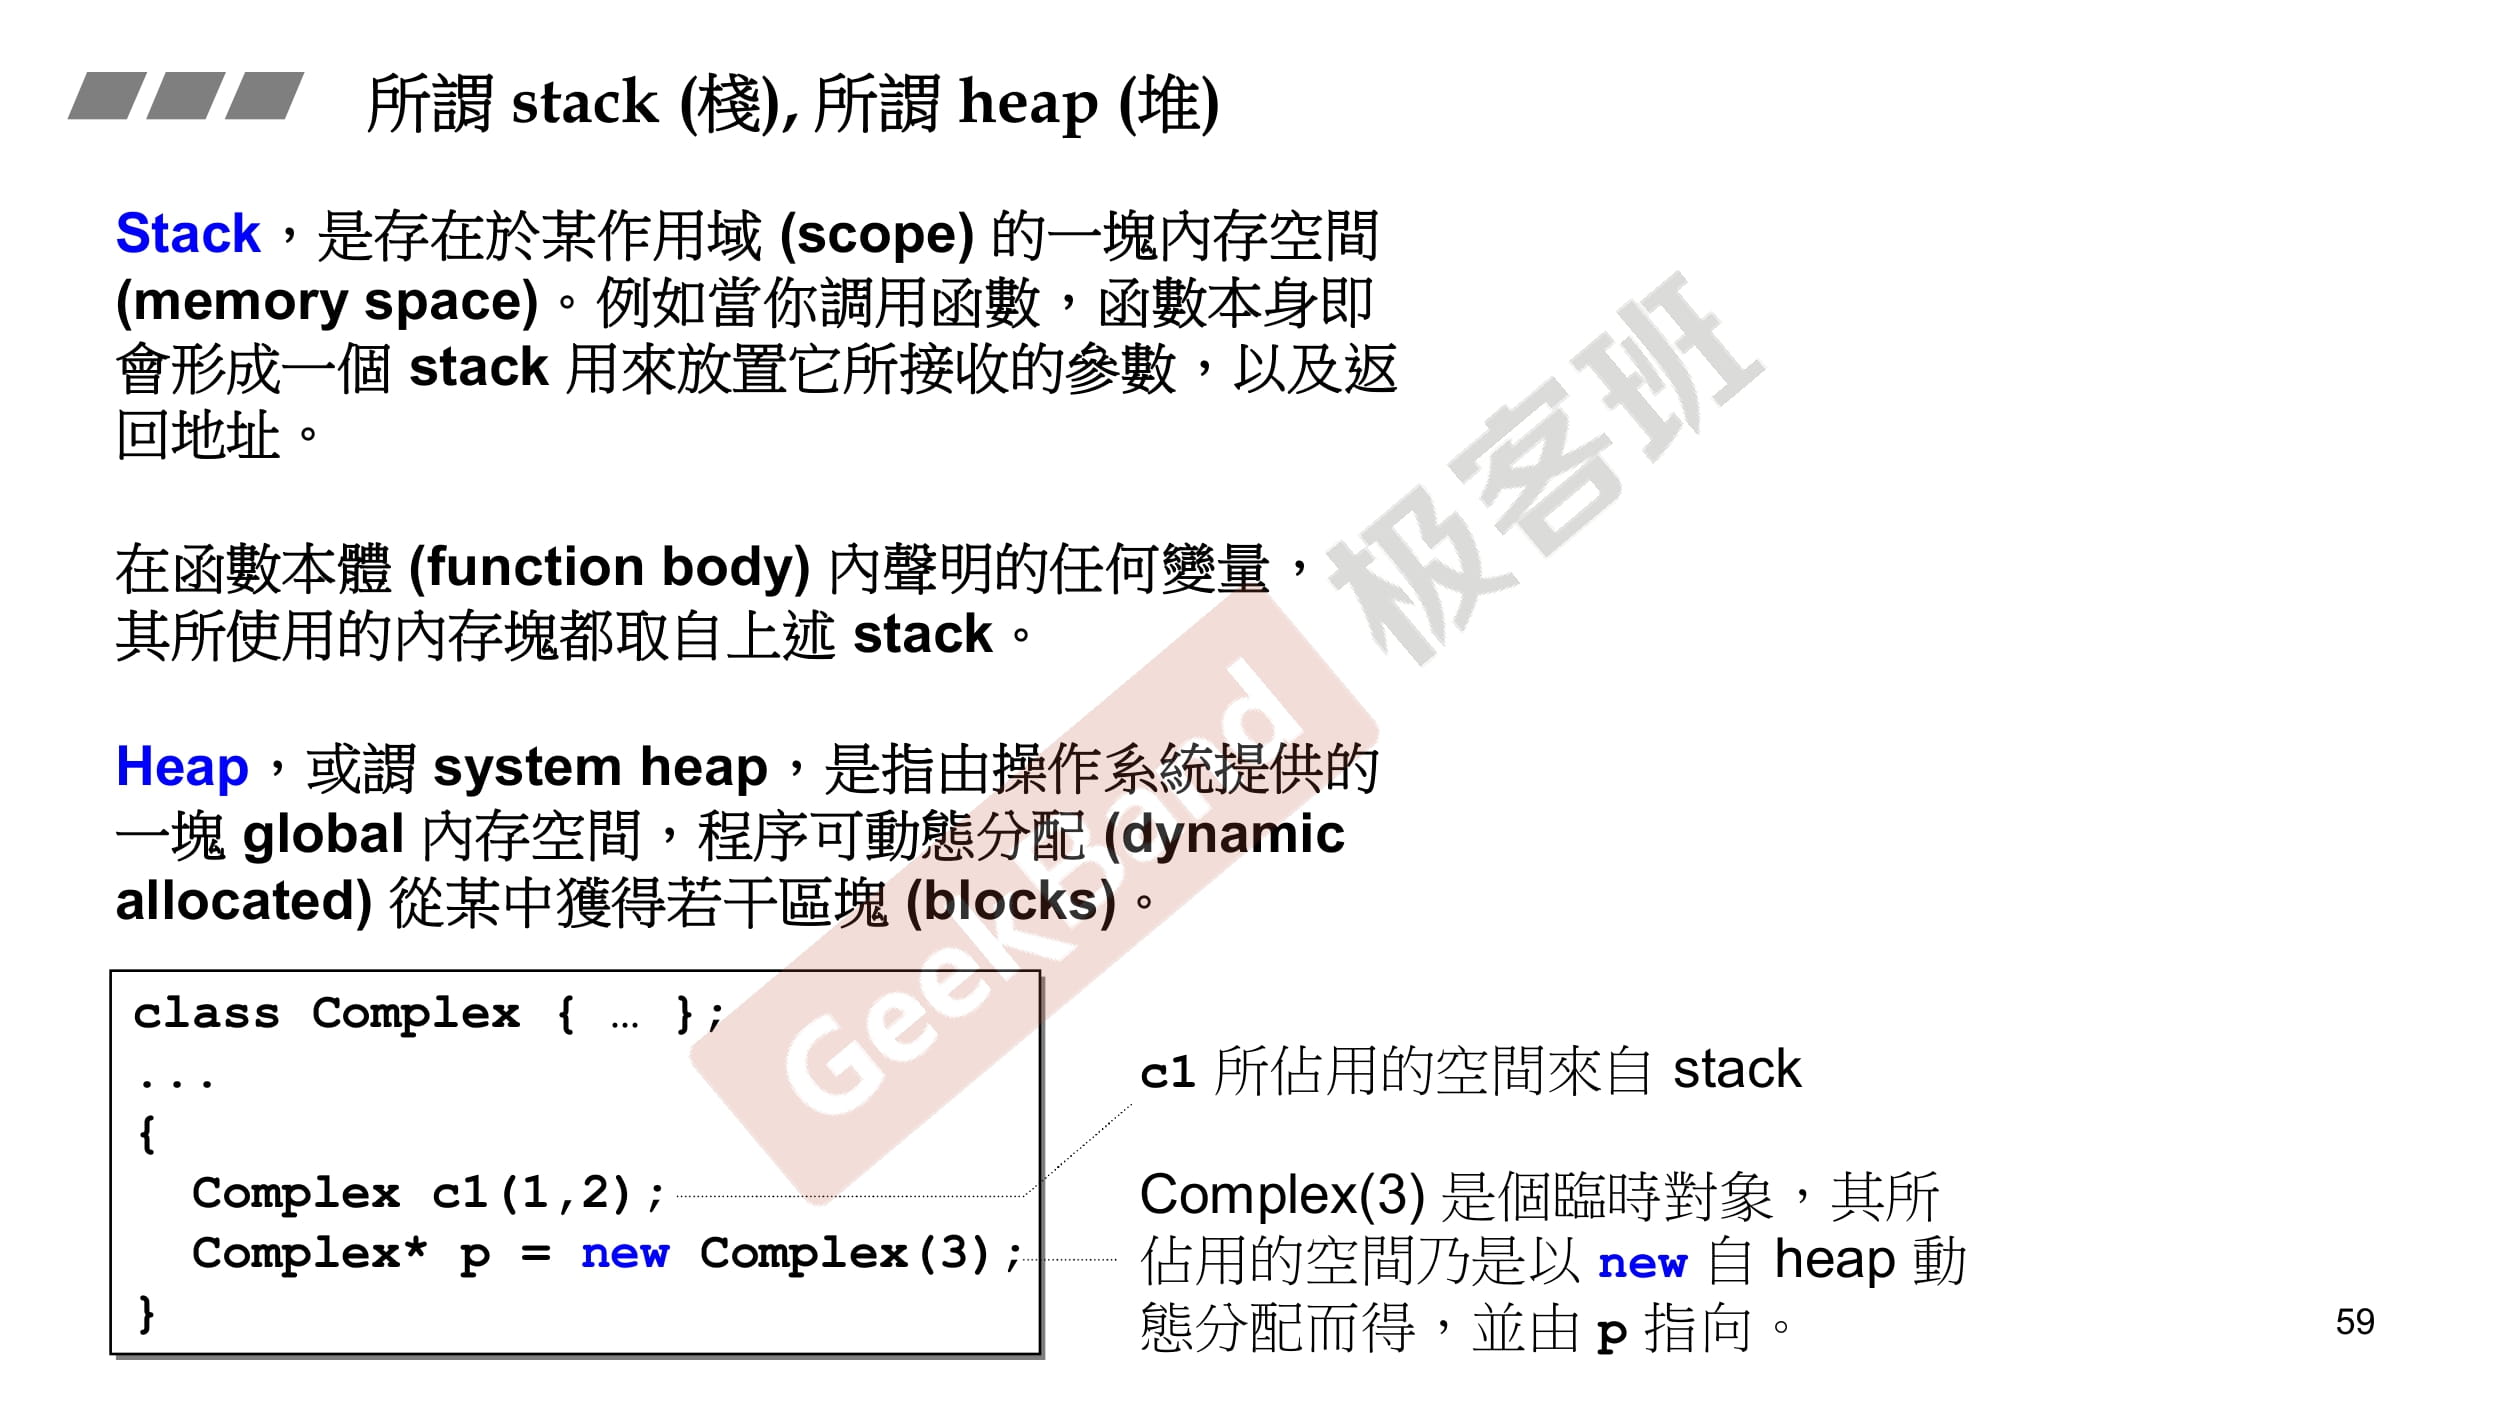 所謂 stack (棧), 所謂 heap (堆)
Stack，是存在於某作用域 (scope) 的一塊內存空間
(memory space)。例如當你調用函數，函數本身即
會形成一個 stack 用來放置它所接收的參數，以及返
回地址。
在函數本體 (function body) 內聲明的任何變量，
其所使用的內存塊都取自上述 stack。
Heap，或謂 system heap，是指由操作系統提供的
一塊 global 內存空間，程序可動態分配 (dynamic
allocated) 從某中獲得若干區塊 (blocks)。
class Complex { … };
...
{
Complex c1(1,2);
Complex* p = new Complex(3);
}
c1 所佔用的空間來自 stack
Complex(3) 是個臨時對象，其所
佔用的空間乃是以 new 自 heap 動
態分配而得，並由 p 指向。
59
GeekBand 极客班